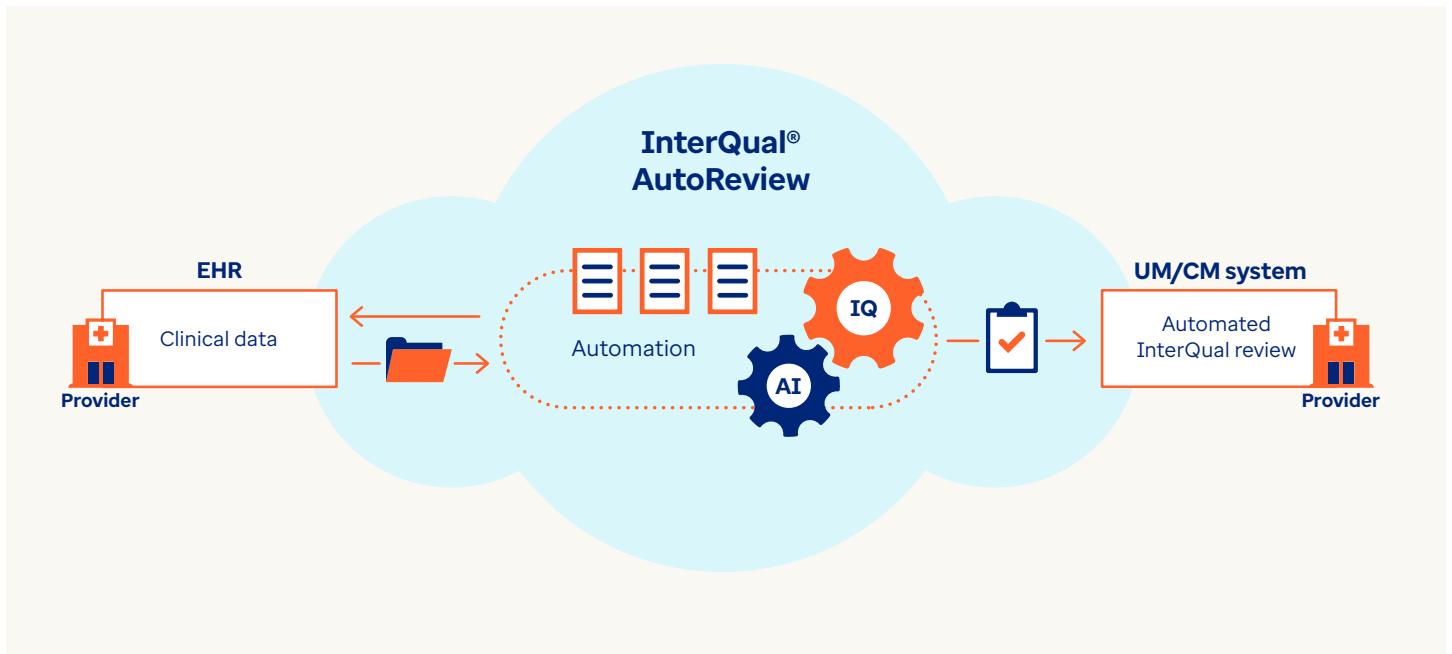 InterQual®
AutoReview
EHR
Clinical data
Provider
Automation
IQ
AI
UM/CM system
Automated
InterQual review
Provider